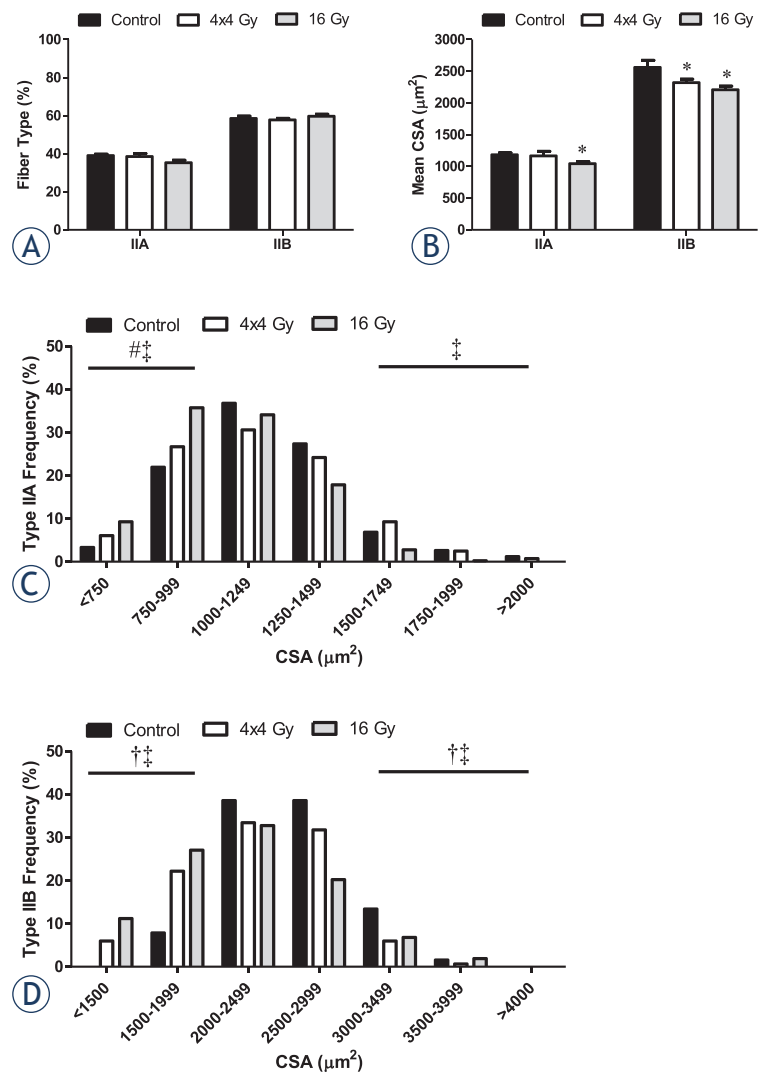 Control 4x4 Gy 16 Gy
Fiber Type (%)
100
80
60
40
20
0
IIA IIB
A
Control 4x4 Gy 16 Gy
Mean CSA (µm²)
3000
2500
2000
1500
1000
500
0
* * *
IIA IIB
B
Control 4x4 Gy 16 Gy
Type IIA Frequency (%)
50
40
30
20
10
0
#‡ ‡
<750 750-999 1000-1249 1250-1499 1500-1749 1750-1999 >2000
CSA (µm²)
C
Control 4x4 Gy 16 Gy
Type IIB Frequency (%)
50
40
30
20
10
0
†‡ †‡
<1500 1500-1999 2000-2499 2500-2999 3000-3499 3500-3999 >4000
CSA (µm²)
D